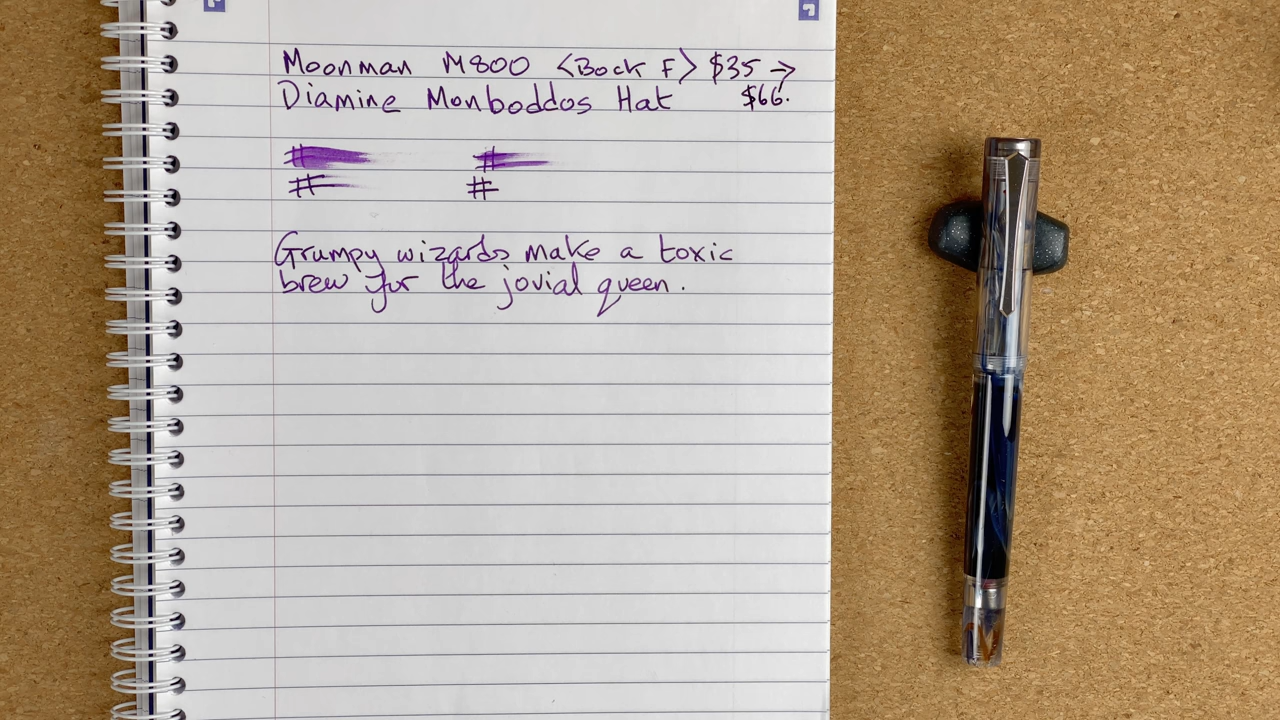 Moonman M800 <Bock F> $35 →
Diamine Monboddos Hat $66.
# #
# #
Grumpy wizards make a toxic
brew for the jovial queen.